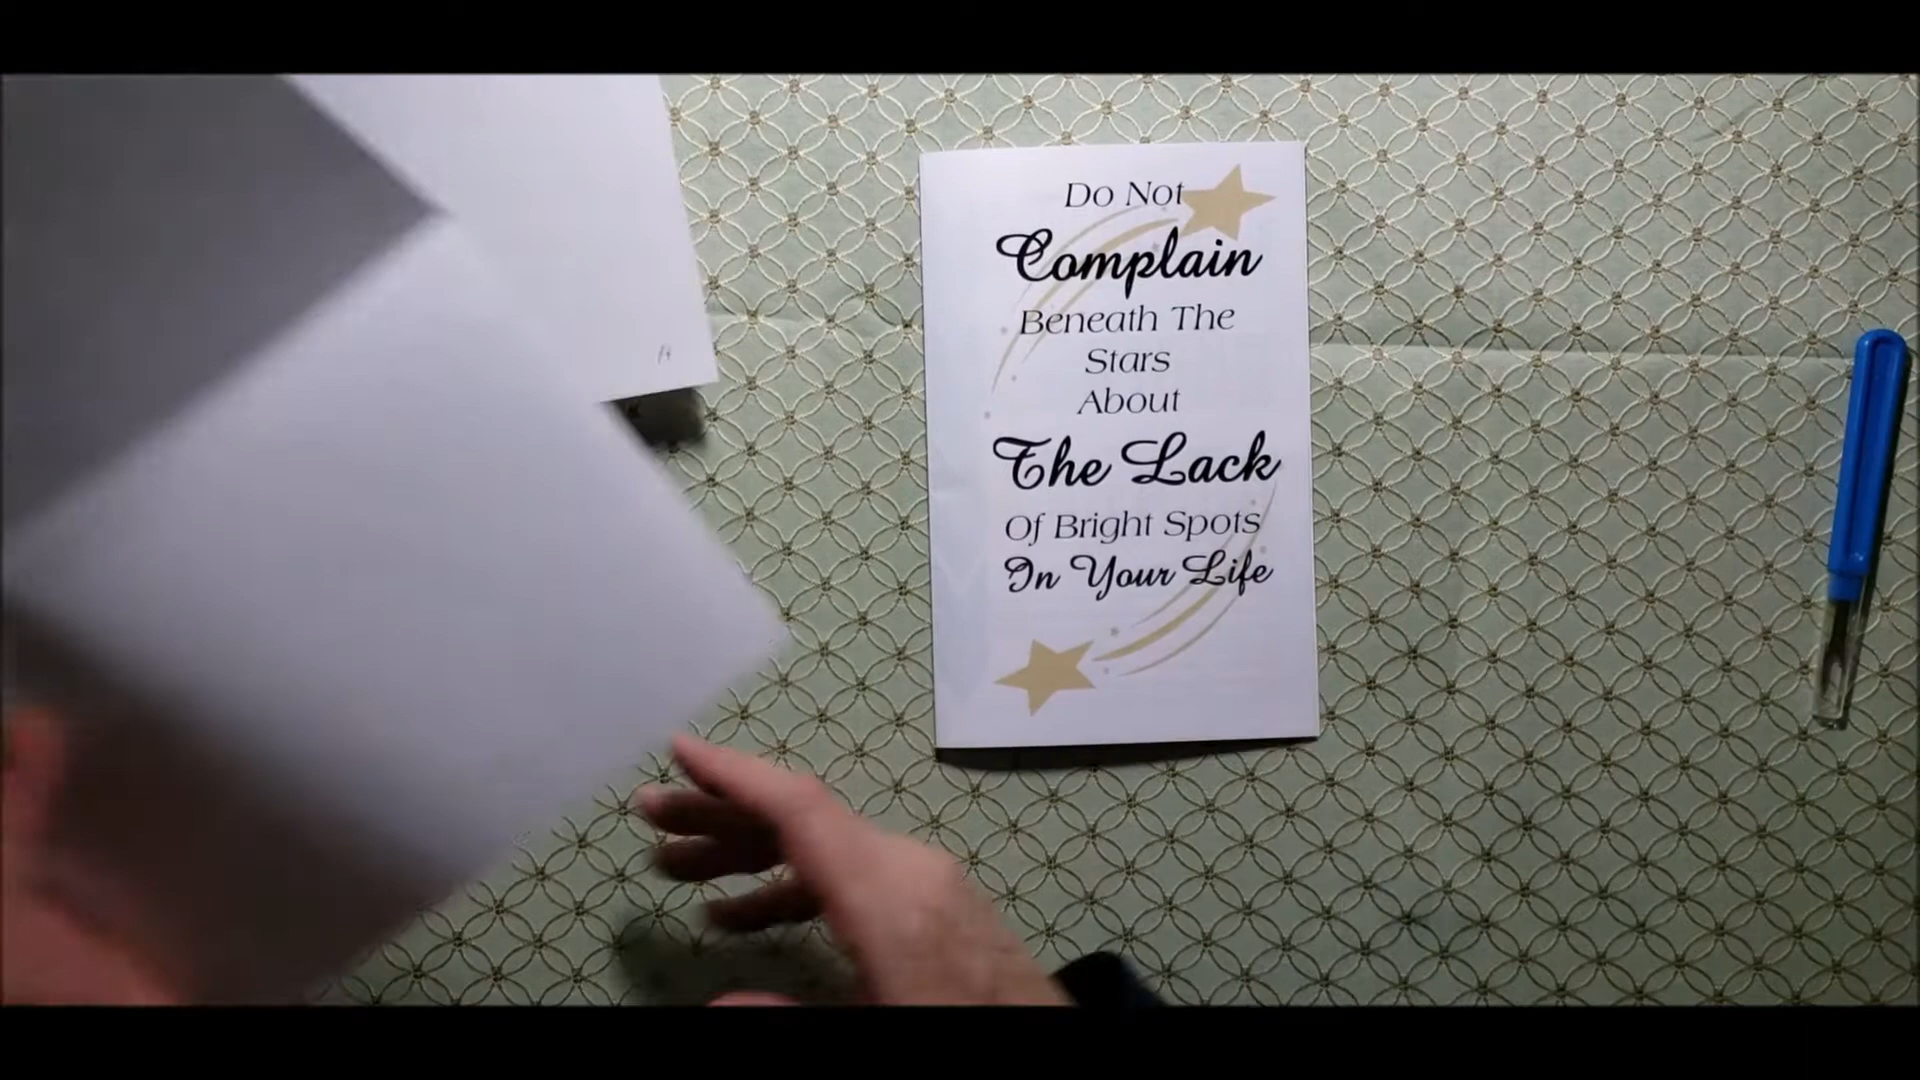 Do Not
Complain
Beneath The
Stars
About
The Lack
Of Bright Spots
In Your Life